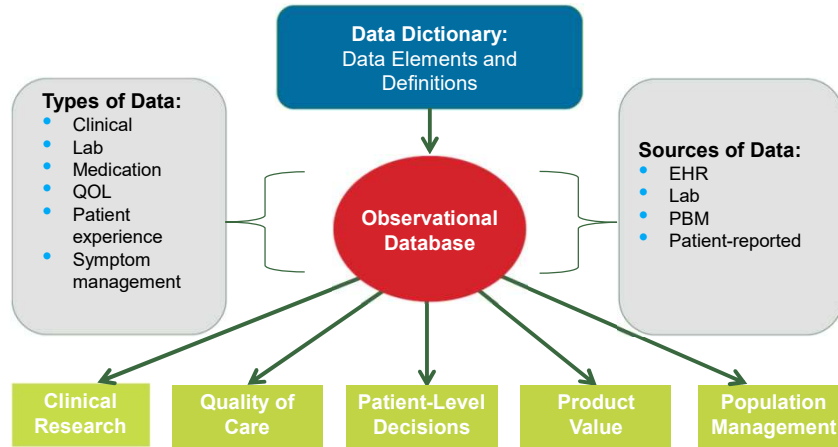 Data Dictionary:
Data Elements and
Definitions
Types of Data:
Clinical
Lab
Medication
QOL
Patient
experience
Symptom
management
Observational
Database
Sources of Data:
EHR
Lab
PBM
Patient-reported
Clinical
Research
Quality of
Care
Patient-Level
Decisions
Product
Value
Population
Management